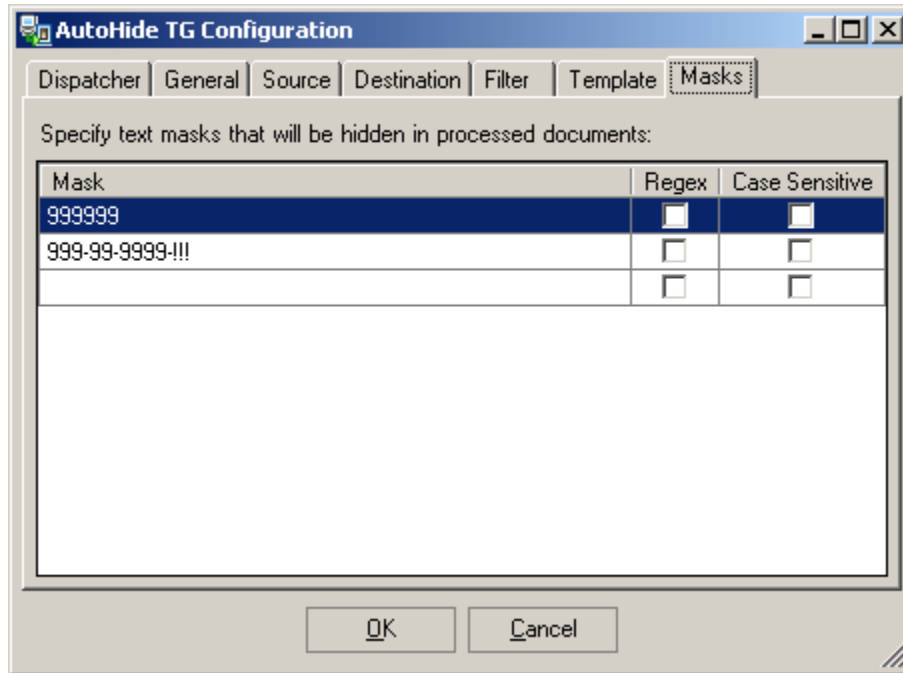 AutoHide TG Configuration
Dispatcher General Source Destination Filter Template Masks
Specify text masks that will be hidden in processed documents:
Mask Regex Case Sensitive
999999
999-99-9999-!!!
OK Cancel